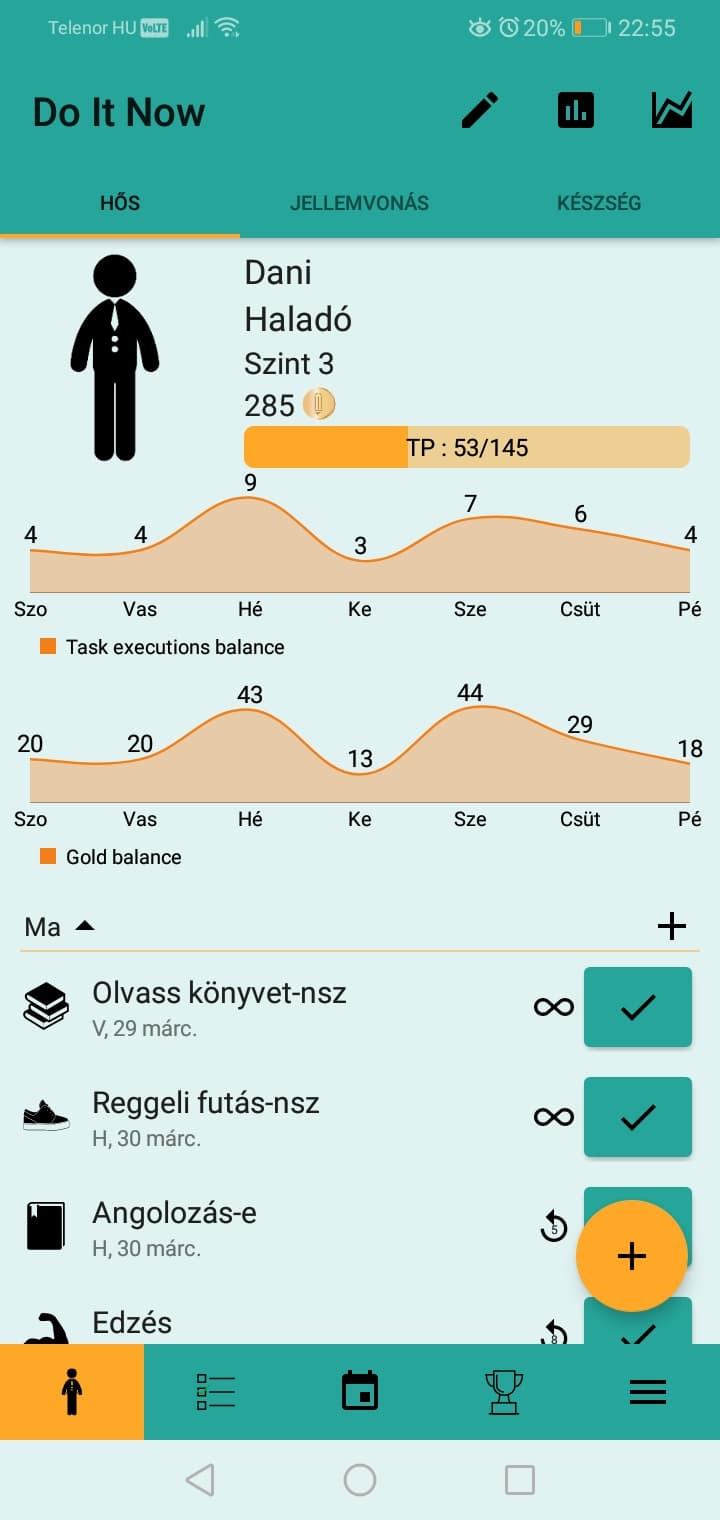 Telenor HU VoLTE 20% 22:55
Do It Now
HŐS JELLEMVONÁS KÉSZSÉG
Dani
Haladó
Szint 3
285
TP : 53/145
4 4 9 3 7 6 4
Szo Vas Hé Ke Sze Csüt Pé
Task executions balance
20 20 43 13 44 29 18
Szo Vas Hé Ke Sze Csüt Pé
Gold balance
Ma
Olvass könyvet-nsz
V, 29 márc.
Reggeli futás-nsz
H, 30 márc.
Angolozás-e
5
H, 30 márc.
Edzés
8